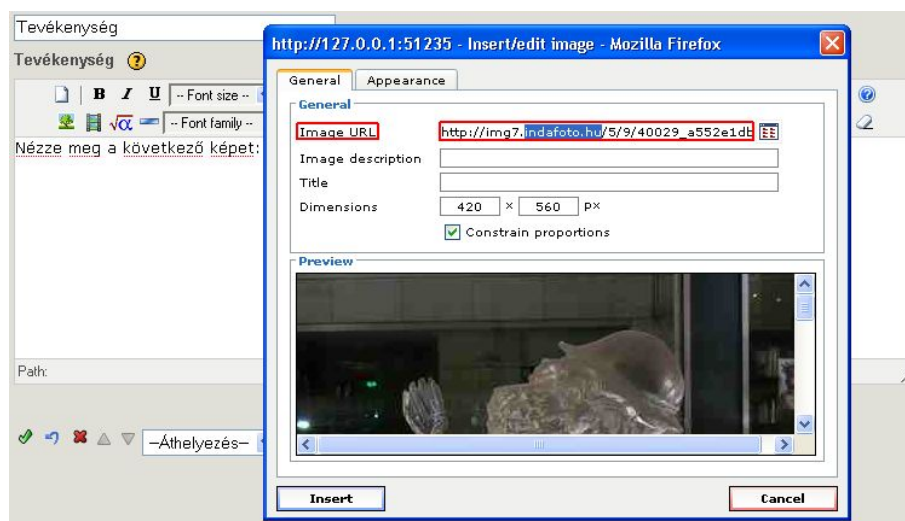 Tevékenység
Tevékenység ?
B I U -- Font size --
-- Font family --
Nézze meg a következő képet:
Path:
–Áthelyezés–
http://127.0.0.1:51235 - Insert/edit image - Mozilla Firefox
General Appearance
General
Image URL http://img7.indafoto.hu/5/9/40029_a552e1db
Image description
Title
Dimensions 420 × 560 px
Constrain proportions
Preview
Insert Cancel